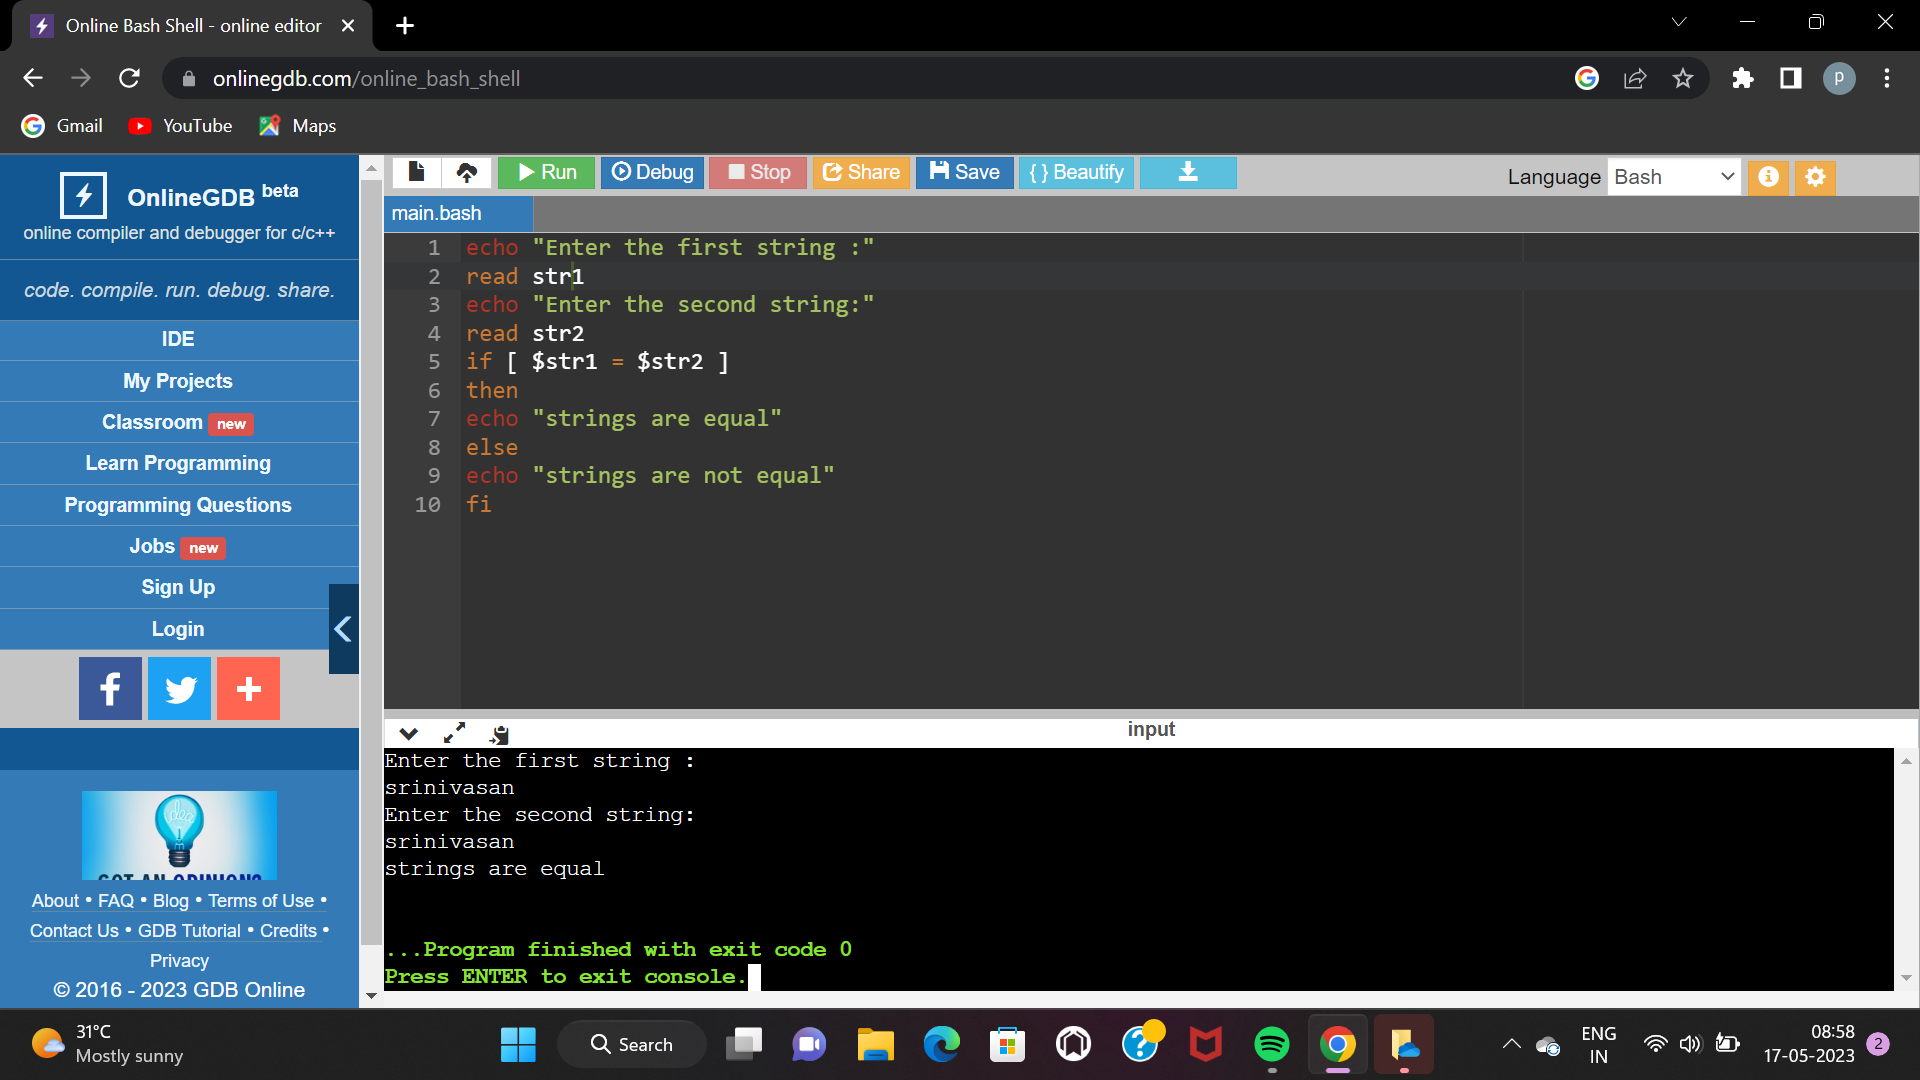 Online Bash Shell - online editor
onlinegdb.com/online_bash_shell
P
Gmail YouTube Maps
OnlineGDB beta
online compiler and debugger for c/c++
code. compile. run. debug. share.
IDE
My Projects
Classroom new
Learn Programming
Programming Questions
Jobs new
Sign Up
Login
idea
GOT AN OPINION?
About • FAQ • Blog • Terms of Use •
Contact Us • GDB Tutorial • Credits •
Privacy
© 2016 - 2023 GDB Online
Run Debug Stop Share Save { } Beautify
Language Bash
main.bash
1 echo "Enter the first string :"
2 read str1
3 echo "Enter the second string:"
4 read str2
5 if [ $str1 = $str2 ]
6 then
7 echo "strings are equal"
8 else
9 echo "strings are not equal"
10 fi
input
Enter the first string :
srinivasan
Enter the second string:
srinivasan
strings are equal
...Program finished with exit code 0
Press ENTER to exit console.
31°C
Mostly sunny
Search
ENG
IN
08:58
17-05-2023
2